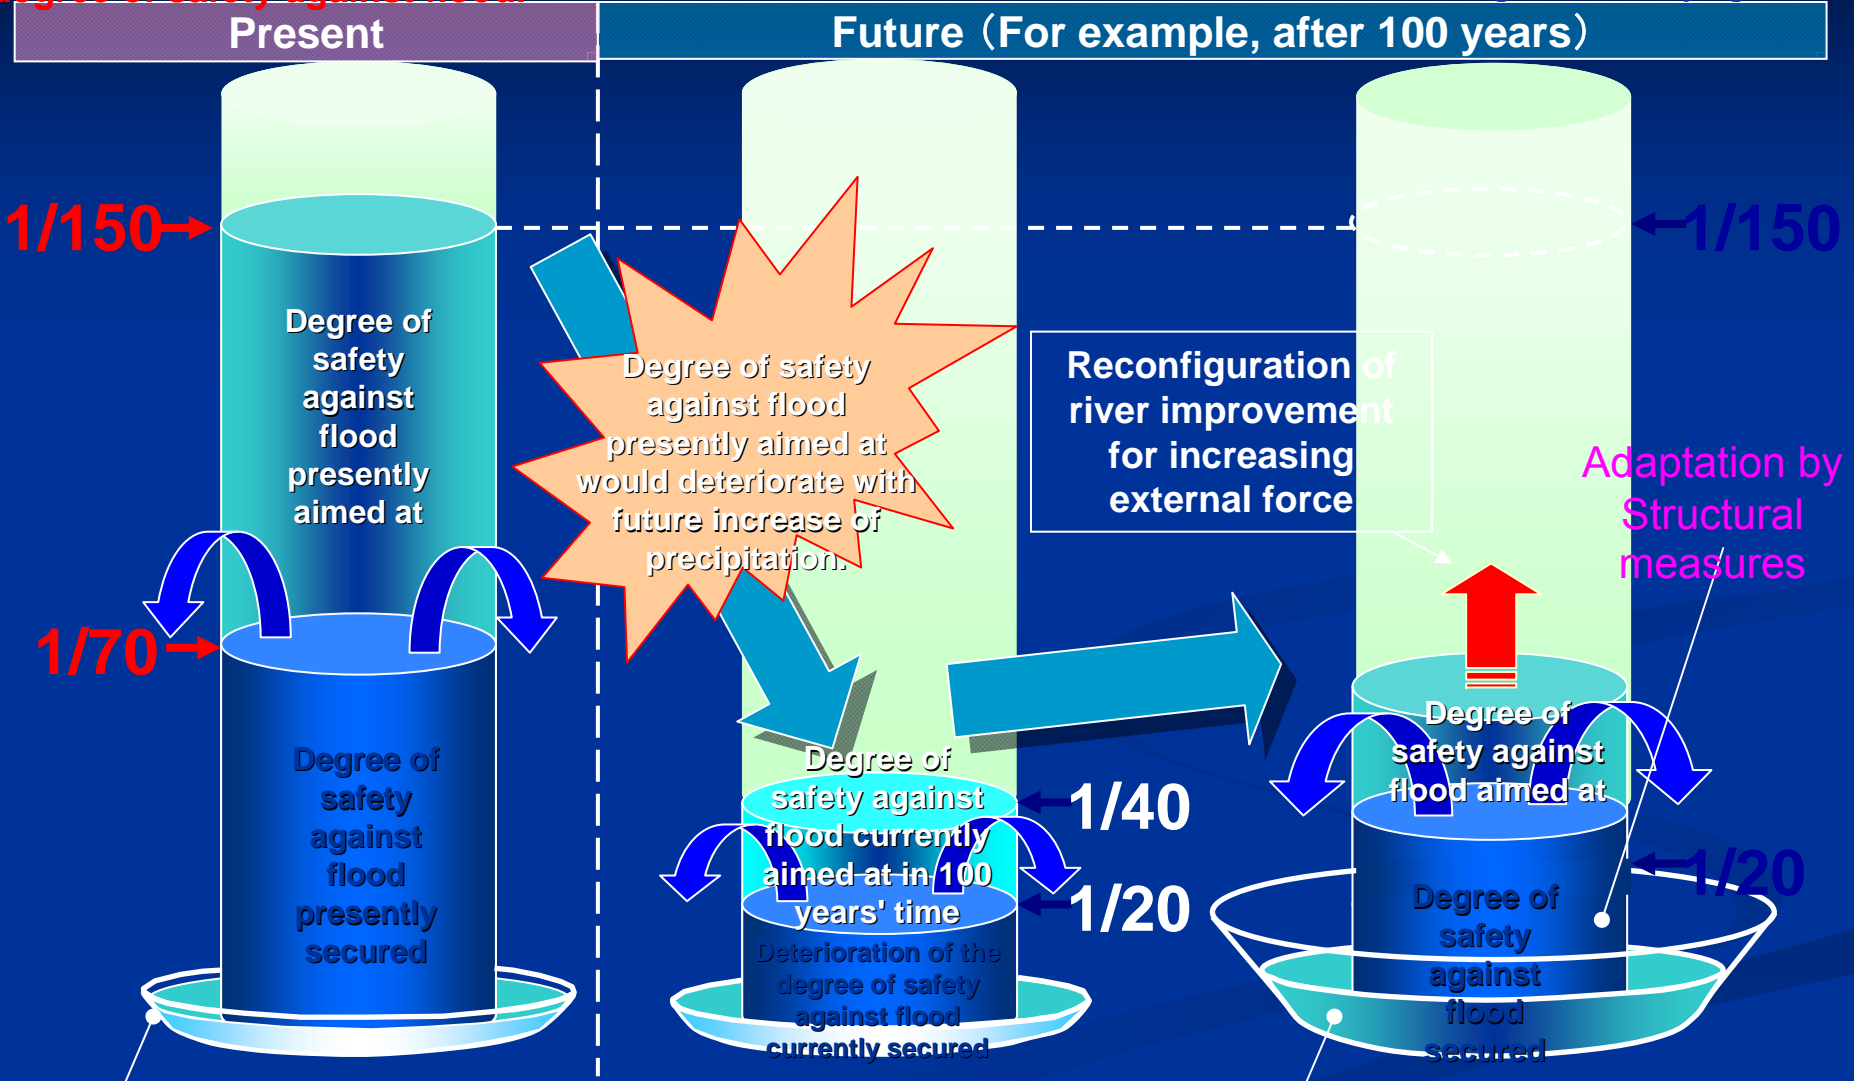 degree of safety against flood.
Present
Future (For example, after 100 years)
1/150
1/70
Degree of
safety
against
flood
presently
aimed at
Degree of
safety
against
flood
presently
secured
Degree of safety
against flood
presently aimed at
would deteriorate with
future increase of
precipitation.
Degree of
safety against
flood currently
aimed at in 100
years' time
Deterioration of the
degree of safety
against flood
currently secured
1/40
1/20
Reconfiguration of
river improvement
for increasing
external force
1/150
Adaptation by
Structural
measures
Degree of
safety against
flood aimed at
1/20
Degree of
safety
against
flood
secured